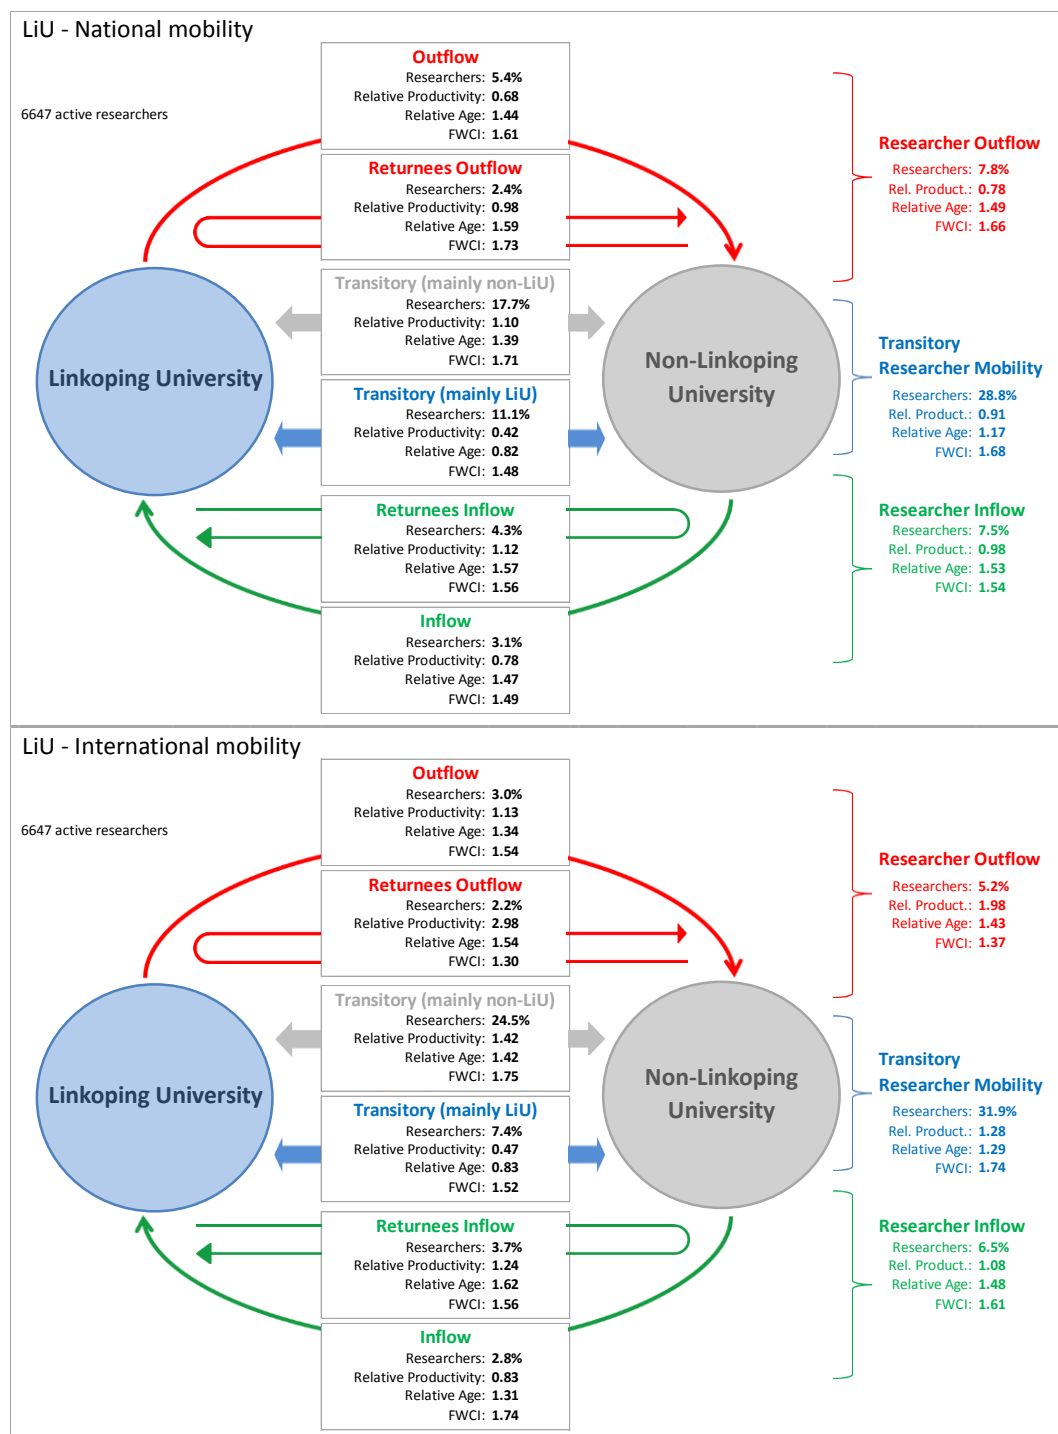 LiU - National mobility
6647 active researchers
Outflow
Researchers: 5.4%
Relative Productivity: 0.68
Relative Age: 1.44
FWCI: 1.61
Returnees Outflow
Researchers: 2.4%
Relative Productivity: 0.98
Relative Age: 1.59
FWCI: 1.73
Transitory (mainly non-LiU)
Researchers: 17.7%
Relative Productivity: 1.10
Relative Age: 1.39
FWCI: 1.71
Transitory (mainly LiU)
Researchers: 11.1%
Relative Productivity: 0.42
Relative Age: 0.82
FWCI: 1.48
Returnees Inflow
Researchers: 4.3%
Relative Productivity: 1.12
Relative Age: 1.57
FWCI: 1.56
Inflow
Researchers: 3.1%
Relative Productivity: 0.78
Relative Age: 1.47
FWCI: 1.49
Linkoping University
Non-Linkoping
University
Researcher Outflow
Researchers: 7.8%
Rel. Product.: 0.78
Relative Age: 1.49
FWCI: 1.66
Transitory
Researcher Mobility
Researchers: 28.8%
Rel. Product.: 0.91
Relative Age: 1.17
FWCI: 1.68
Researcher Inflow
Researchers: 7.5%
Rel. Product.: 0.98
Relative Age: 1.53
FWCI: 1.54
LiU - International mobility
6647 active researchers
Outflow
Researchers: 3.0%
Relative Productivity: 1.13
Relative Age: 1.34
FWCI: 1.54
Returnees Outflow
Researchers: 2.2%
Relative Productivity: 2.98
Relative Age: 1.54
FWCI: 1.30
Transitory (mainly non-LiU)
Researchers: 24.5%
Relative Productivity: 1.42
Relative Age: 1.42
FWCI: 1.75
Transitory (mainly LiU)
Researchers: 7.4%
Relative Productivity: 0.47
Relative Age: 0.83
FWCI: 1.52
Returnees Inflow
Researchers: 3.7%
Relative Productivity: 1.24
Relative Age: 1.62
FWCI: 1.56
Inflow
Researchers: 2.8%
Relative Productivity: 0.83
Relative Age: 1.31
FWCI: 1.74
Linkoping University
Non-Linkoping
University
Researcher Outflow
Researchers: 5.2%
Rel. Product.: 1.98
Relative Age: 1.43
FWCI: 1.37
Transitory
Researcher Mobility
Researchers: 31.9%
Rel. Product.: 1.28
Relative Age: 1.29
FWCI: 1.74
Researcher Inflow
Researchers: 6.5%
Rel. Product.: 1.08
Relative Age: 1.48
FWCI: 1.61